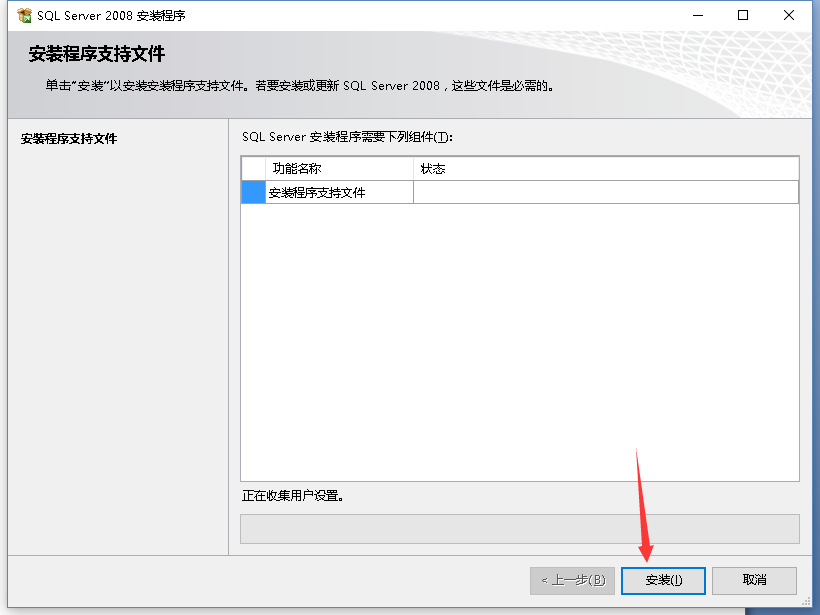 SQL Server 2008 安装程序
安装程序支持文件
单击"安装"以安装安装程序支持文件。若要安装或更新 SQL Server 2008，这些文件是必需的。
安装程序支持文件
SQL Server 安装程序需要下列组件(T):
功能名称 状态
安装程序支持文件
正在收集用户设置。
< 上一步(B) 安装(I) 取消